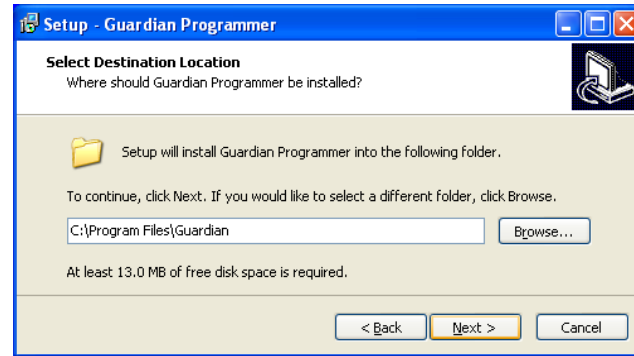 Setup - Guardian Programmer
Select Destination Location
Where should Guardian Programmer be installed?
Setup will install Guardian Programmer into the following folder.
To continue, click Next. If you would like to select a different folder, click Browse.
C:\Program Files\Guardian
Browse...
At least 13.0 MB of free disk space is required.
< Back
Next >
Cancel